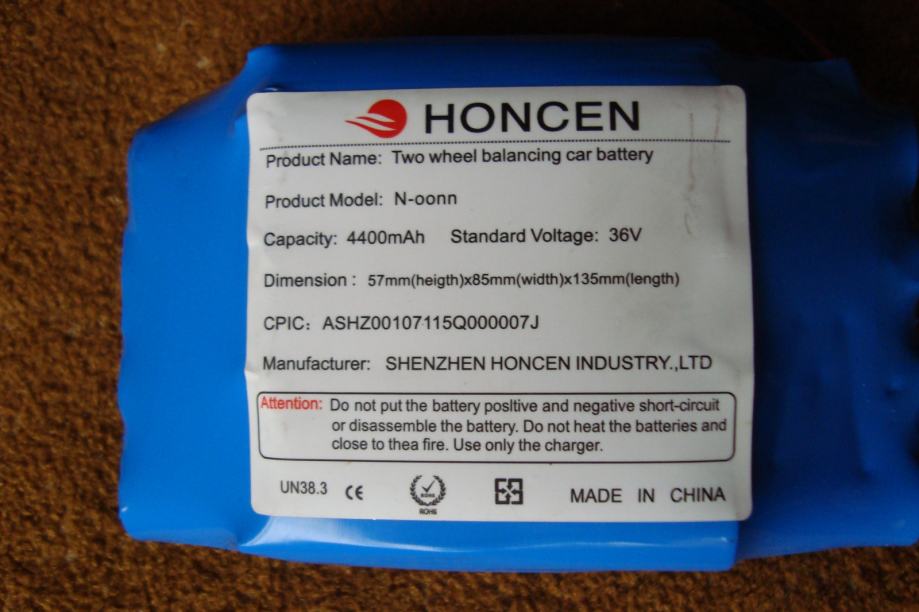 HONCEN
Product Name: Two wheel balancing car battery
Product Model: N-oonn
Capacity: 4400mAh Standard Voltage: 36V
Dimension : 57mm(heigth)x85mm(width)x135mm(length)
CPIC: ASHZ00107115Q000007J
Manufacturer: SHENZHEN HONCEN INDUSTRY.,LTD
Attention: Do not put the battery posltive and negative short-circuit
or disassemble the battery. Do not heat the batteries and
close to thea fire. Use only the charger.
UN38.3 CE ROHS MADE IN CHINA